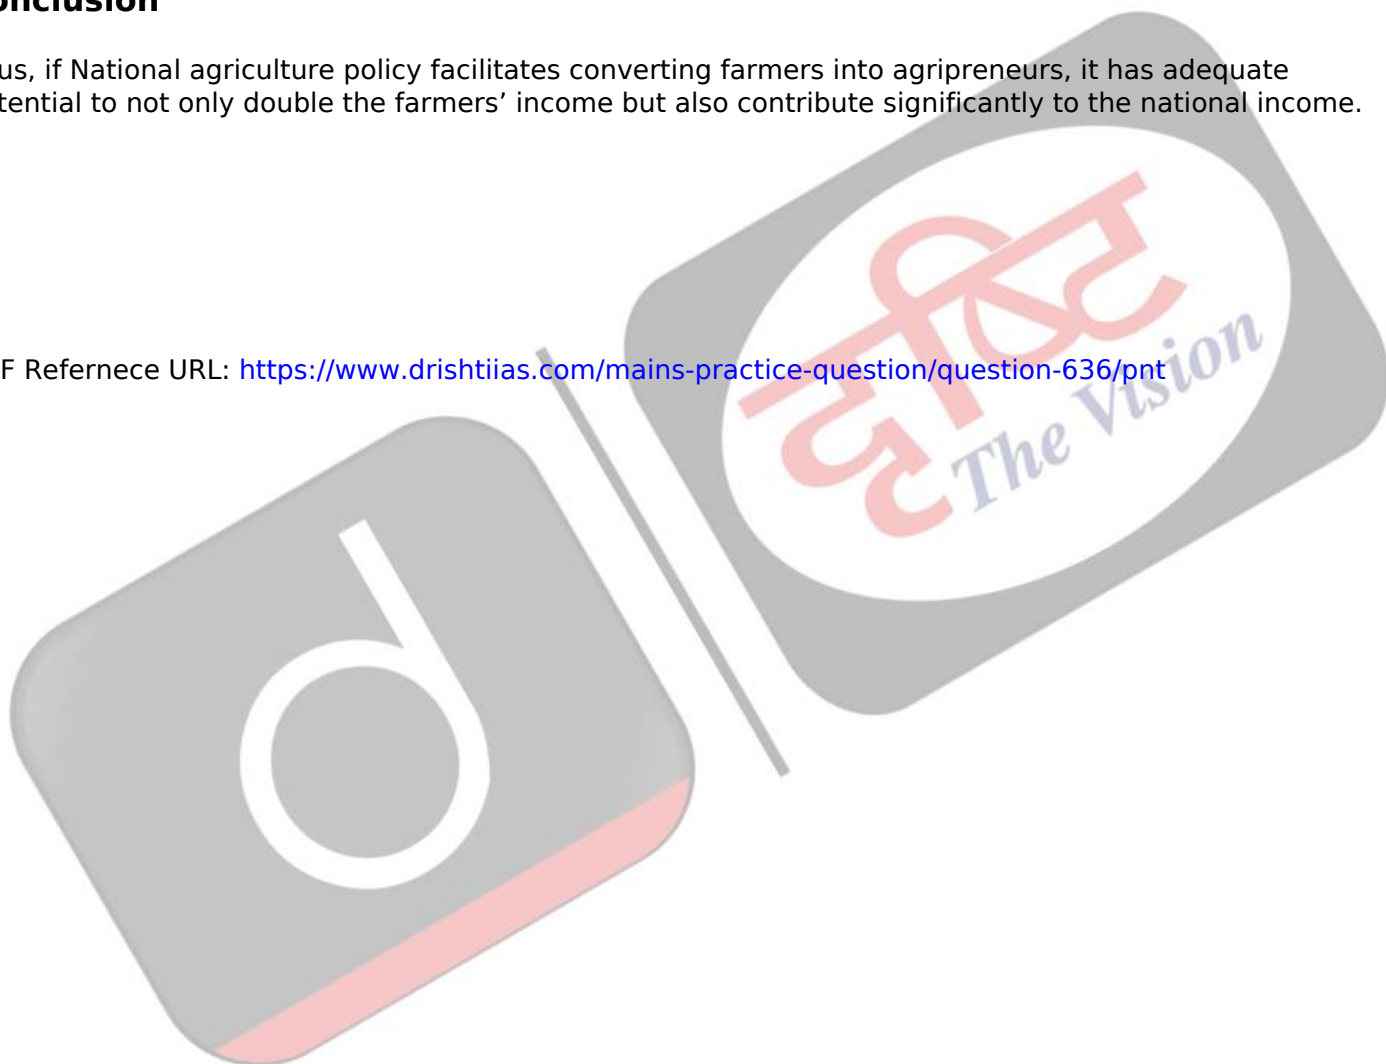 onclusion
us, if National agriculture policy facilitates converting farmers into agripreneurs, it has adequate
tential to not only double the farmers’ income but also contribute significantly to the national income.
F Refernece URL: https://www.drishtiias.com/mains-practice-question/question-636/pnt
दृष्टि
The Vision
d